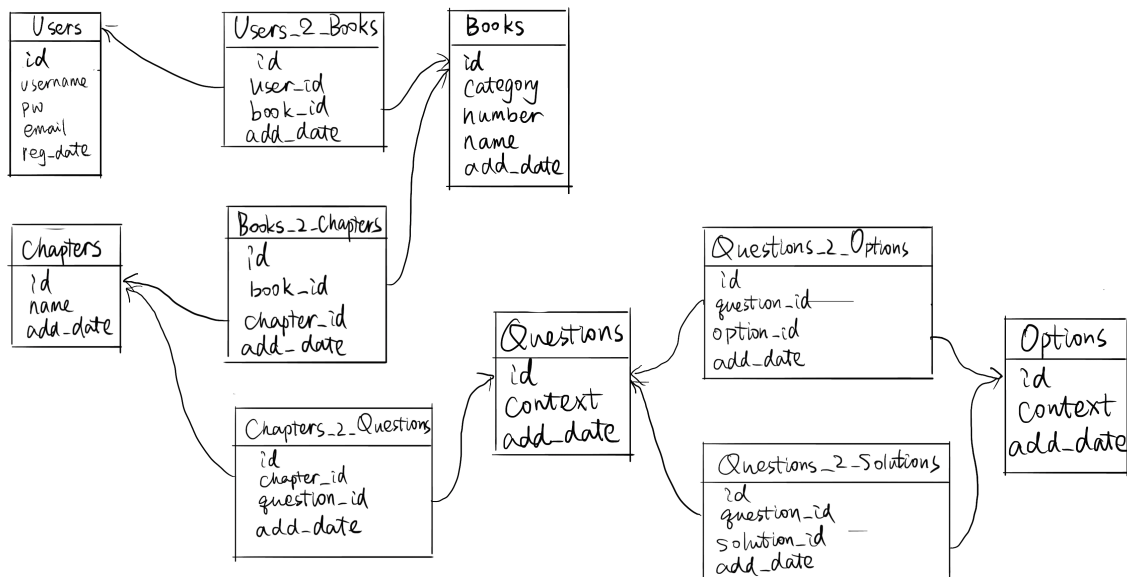 Users
id
username
pw
email
reg_date
Users_2_Books
id
user_id
book_id
add_date
Books
id
category
number
name
add_date
Chapters
id
name
add_date
Books_2_Chapters
id
book_id
chapter_id
add_date
Chapters_2_Questions
id
chapter_id
question_id
add_date
Questions
id
context
add_date
Questions_2_Options
id
question_id
option_id
add_date
Questions_2_Solutions
id
question_id
solution_id
add_date
Options
id
context
add_date